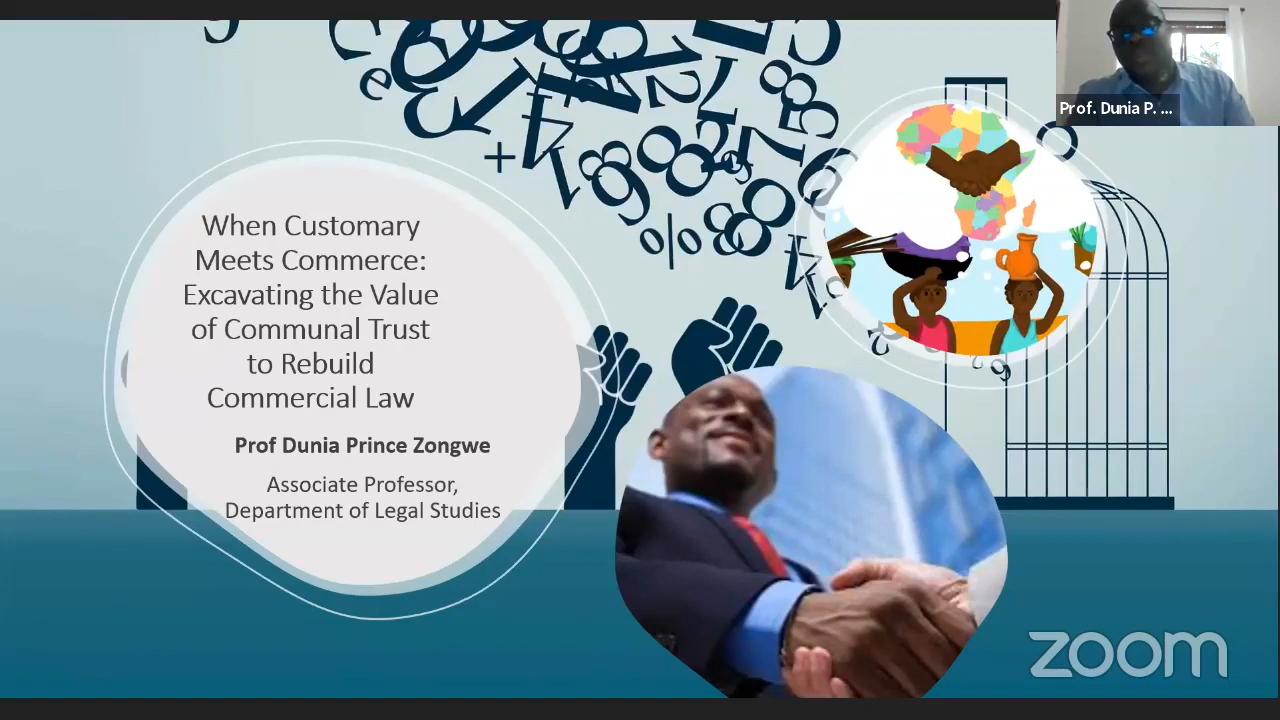 When Customary
Meets Commerce:
Excavating the Value
of Communal Trust
to Rebuild
Commercial Law
Prof Dunia Prince Zongwe
Associate Professor,
Department of Legal Studies
Prof. Dunia P. ...
zoom